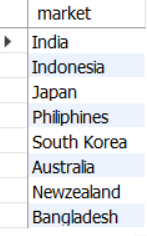 market
India
Indonesia
Japan
Philiphines
South Korea
Australia
Newzealand
Bangladesh